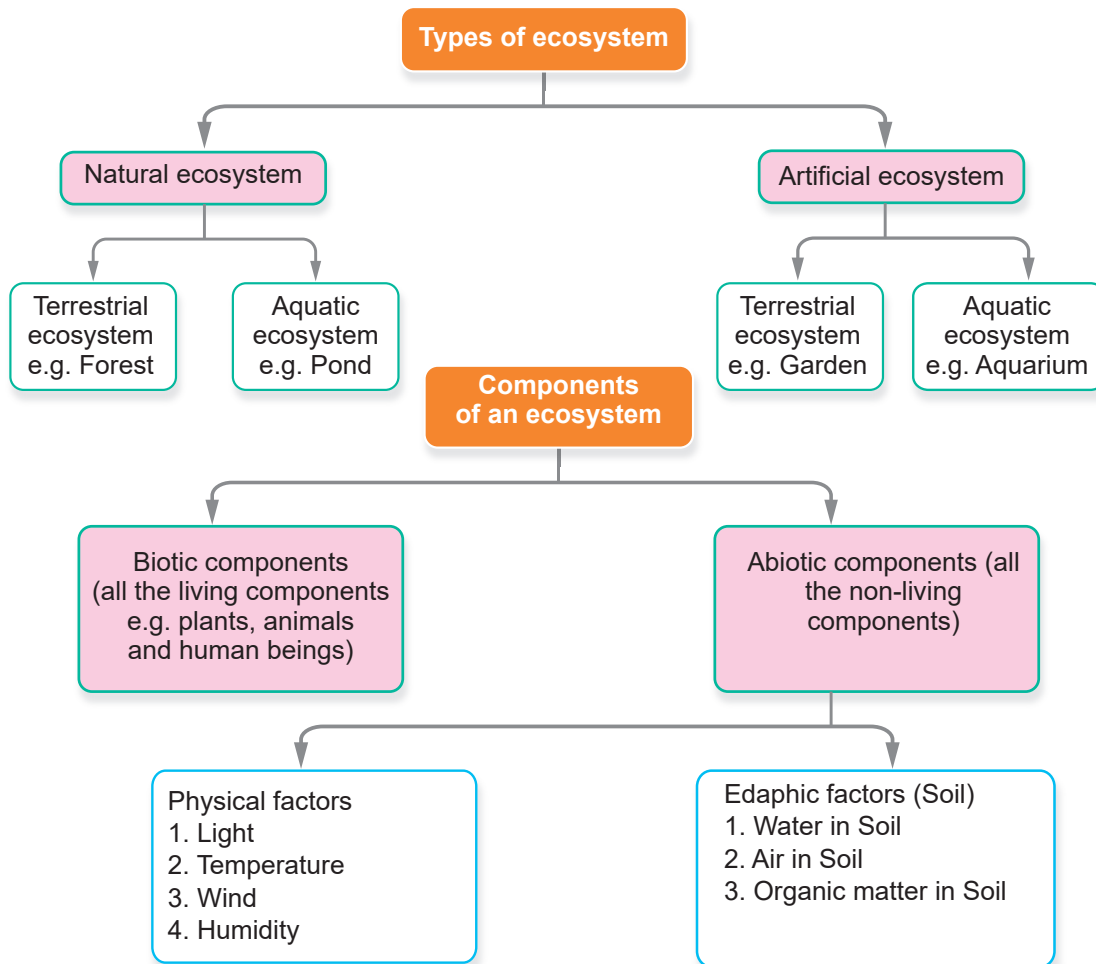 Types of ecosystem
Natural ecosystem
Artificial ecosystem
Terrestrial
ecosystem
e.g. Forest
Aquatic
ecosystem
e.g. Pond
Terrestrial
ecosystem
e.g. Garden
Aquatic
ecosystem
e.g. Aquarium
Components
of an ecosystem
Biotic components
(all the living components
e.g. plants, animals
and human beings)
Abiotic components (all
the non-living
components)
Physical factors
1. Light
2. Temperature
3. Wind
4. Humidity
Edaphic factors (Soil)
1. Water in Soil
2. Air in Soil
3. Organic matter in Soil